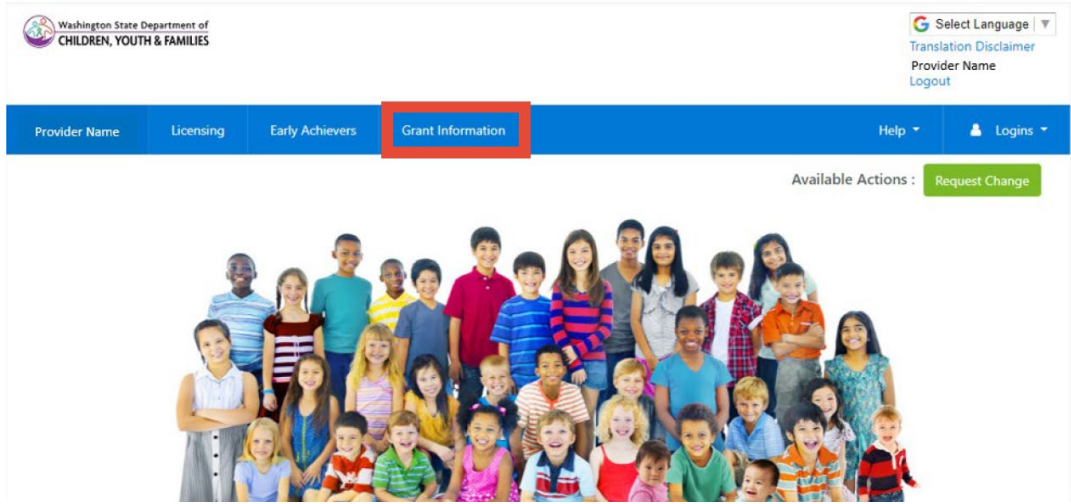 Washington State Department of
CHILDREN, YOUTH & FAMILIES
Select Language
Translation Disclaimer
Provider Name
Logout
Provider Name Licensing Early Achievers Grant Information Help Logins
Available Actions : Request Change